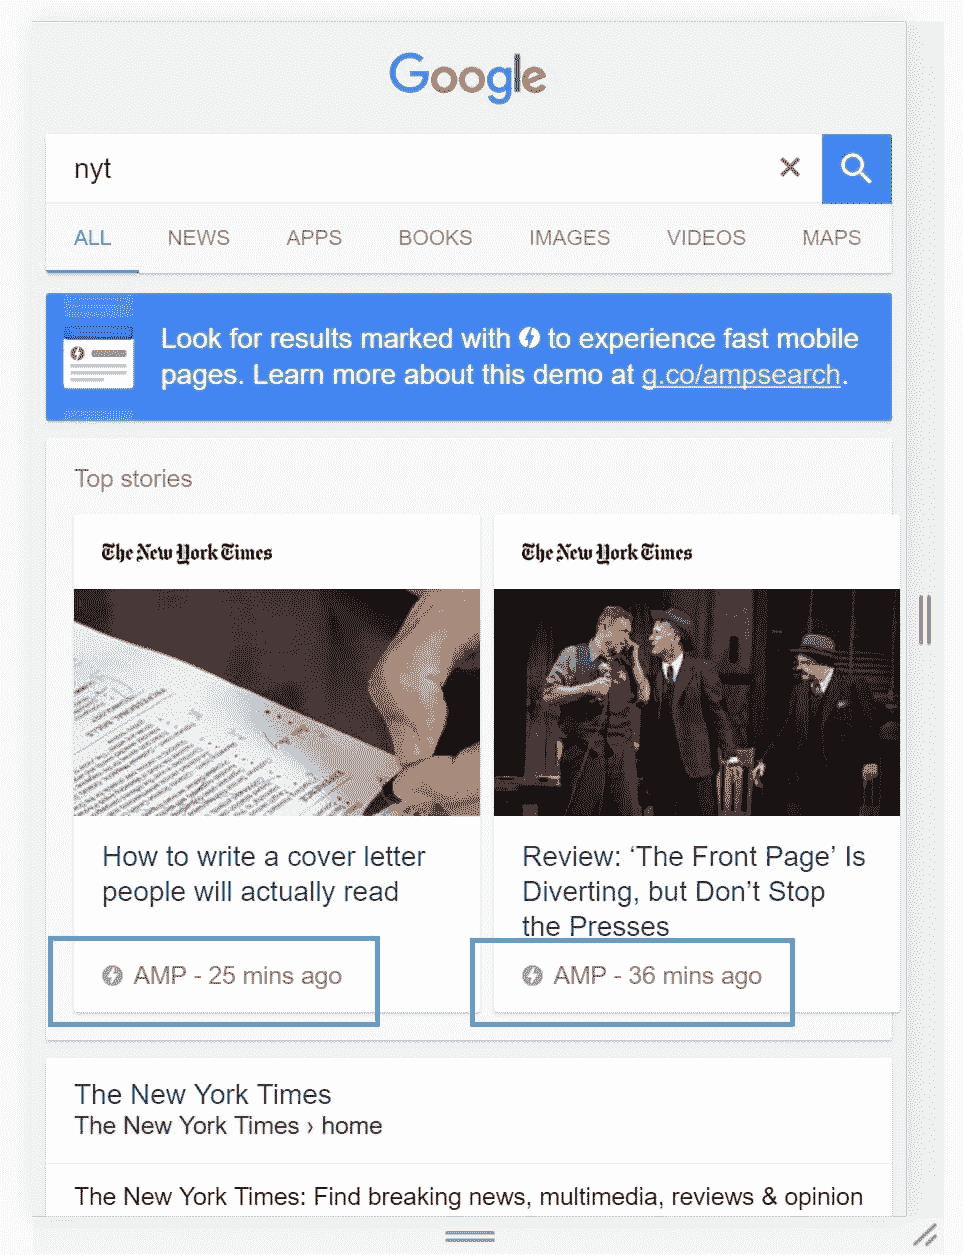 Google
nyt
ALL NEWS APPS BOOKS IMAGES VIDEOS MAPS
Look for results marked with to experience fast mobile
pages. Learn more about this demo at g.co/ampsearch.
Top stories
The New York Times
The New York Times
How to write a cover letter
people will actually read
AMP - 25 mins ago
Review: ‘The Front Page’ Is
Diverting, but Don’t Stop
the Presses
AMP - 36 mins ago
The New York Times
The New York Times › home
The New York Times: Find breaking news, multimedia, reviews & opinion